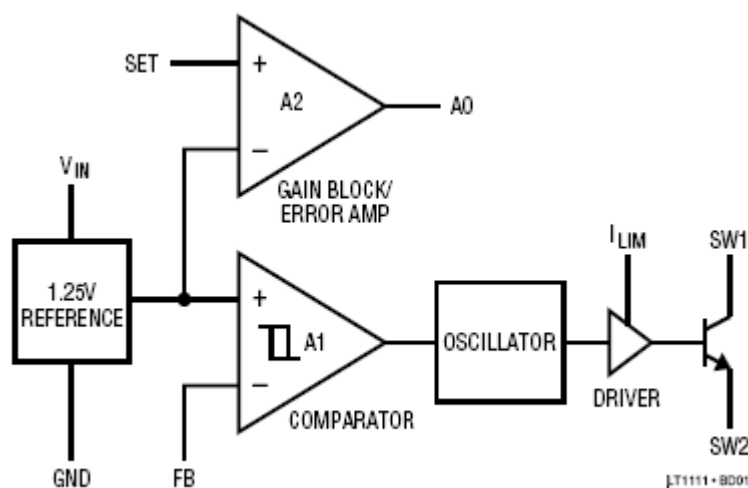 SET
+
A2
−
A0
GAIN BLOCK/
ERROR AMP
VIN
1.25V
REFERENCE
GND
+
A1
−
FB
COMPARATOR
OSCILLATOR
ILIM
DRIVER
SW1
SW2
LT1111 • BD01